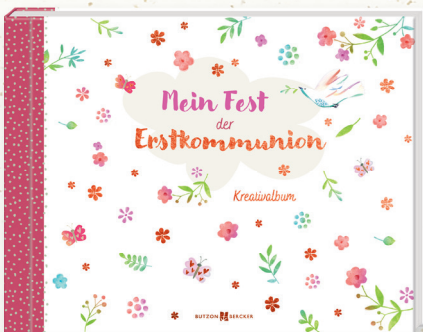 Mein Fest
der
Erstkommunion
Kreativalbum
BUTZON BERCKER